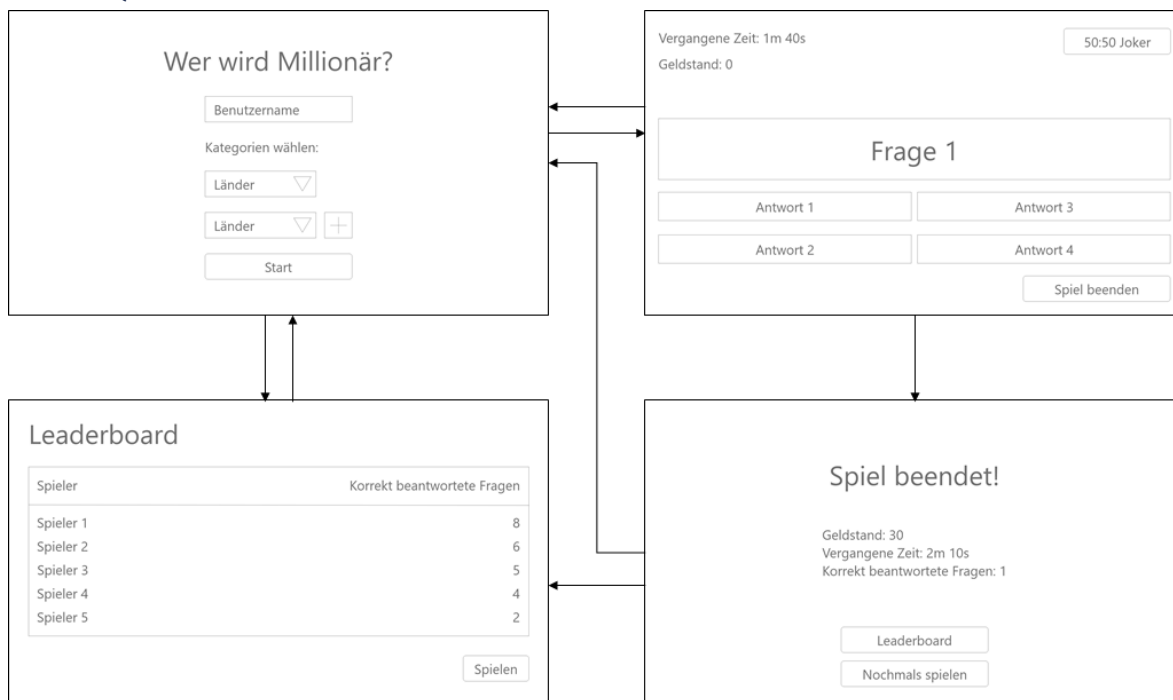 Wer wird Millionär?
Benutzername
Kategorien wählen:
Länder
Länder
Start
Vergangene Zeit: 1m 40s
50:50 Joker
Geldstand: 0
Frage 1
Antwort 1
Antwort 3
Antwort 2
Antwort 4
Spiel beenden
Leaderboard
Spieler Korrekt beantwortete Fragen
Spieler 1 8
Spieler 2 6
Spieler 3 5
Spieler 4 4
Spieler 5 2
Spielen
Spiel beendet!
Geldstand: 30
Vergangene Zeit: 2m 10s
Korrekt beantwortete Fragen: 1
Leaderboard
Nochmals spielen